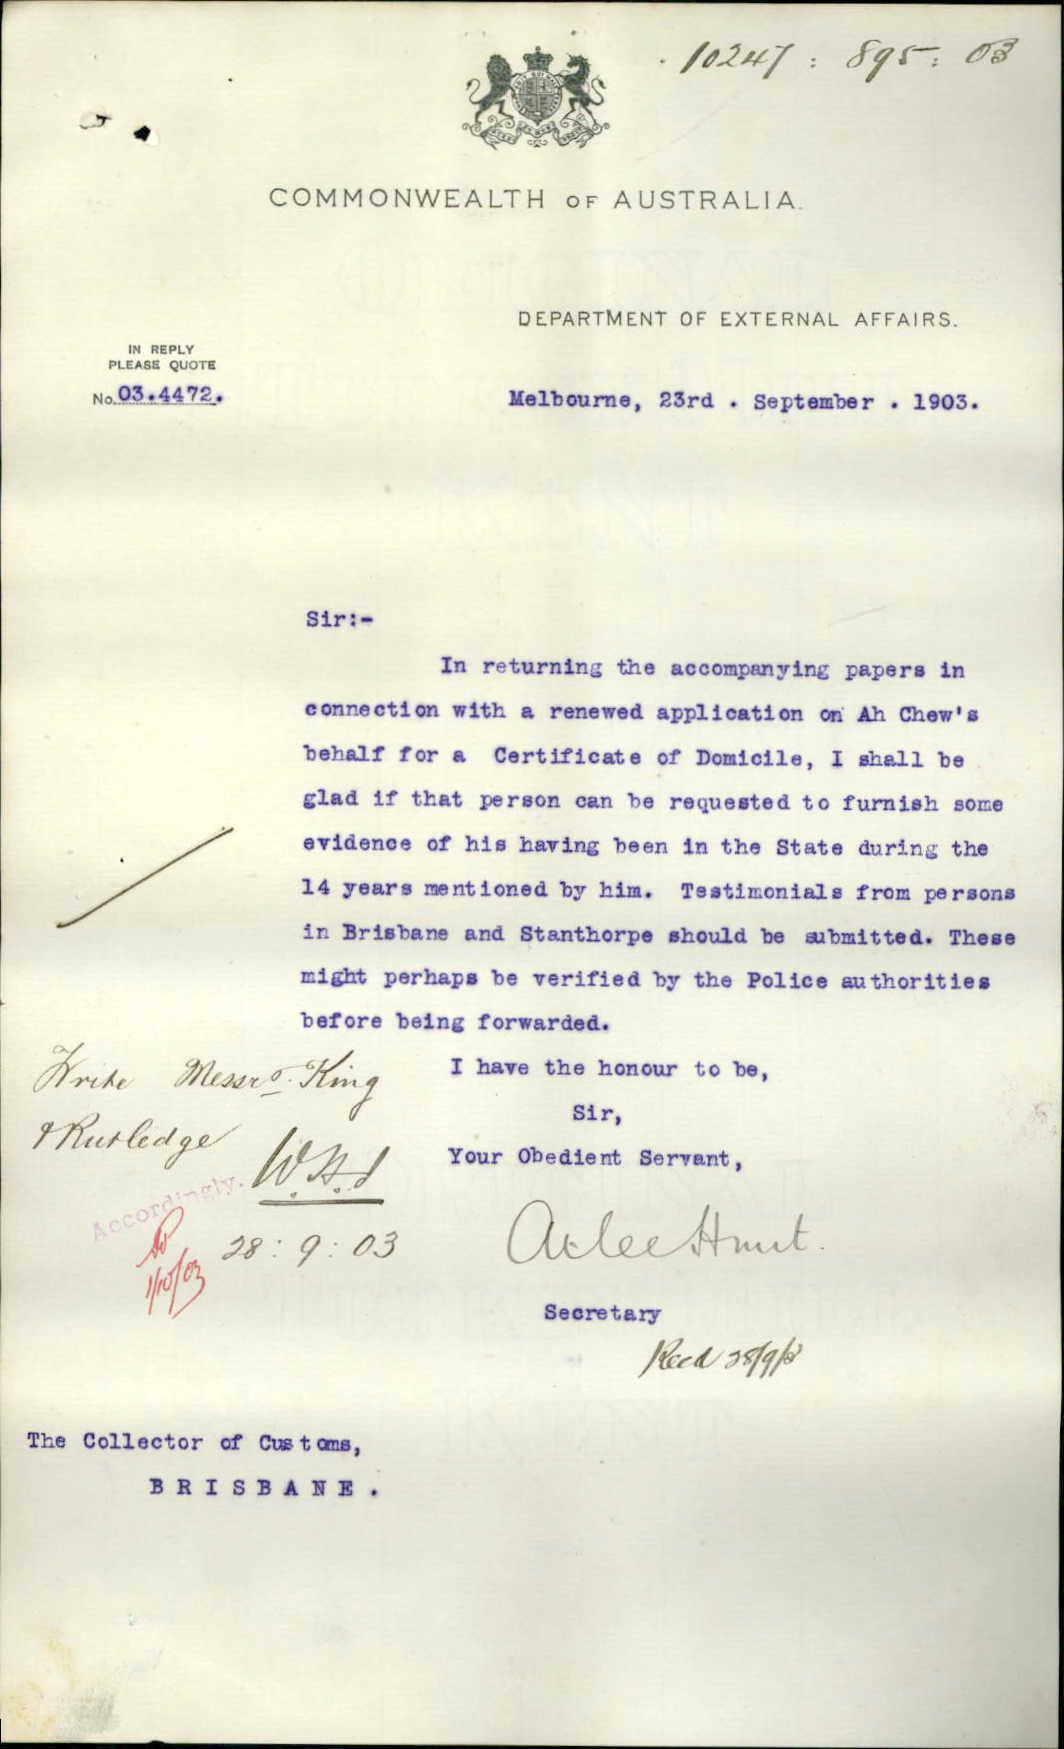 10247 : 895 : 03
COMMONWEALTH OF AUSTRALIA.
DEPARTMENT OF EXTERNAL AFFAIRS.
IN REPLY
PLEASE QUOTE
No. 03.4472.
Melbourne, 23rd . September . 1903.
Sir:-
In returning the accompanying papers in
connection with a renewed application on Ah Chew's
behalf for a Certificate of Domicile, I shall be
glad if that person can be requested to furnish some
evidence of his having been in the State during the
14 years mentioned by him. Testimonials from persons
in Brisbane and Stanthorpe should be submitted. These
might perhaps be verified by the Police authorities
before being forwarded.
I have the honour to be,
Sir,
Your Obedient Servant,
Atlee Hunt.
Secretary
Recd 28/9/3
Write Messrs. King
& Rutledge
W.H.I
28 : 9 : 03
Accordingly.
1/10/03
The Collector of Customs,
BRISBANE.